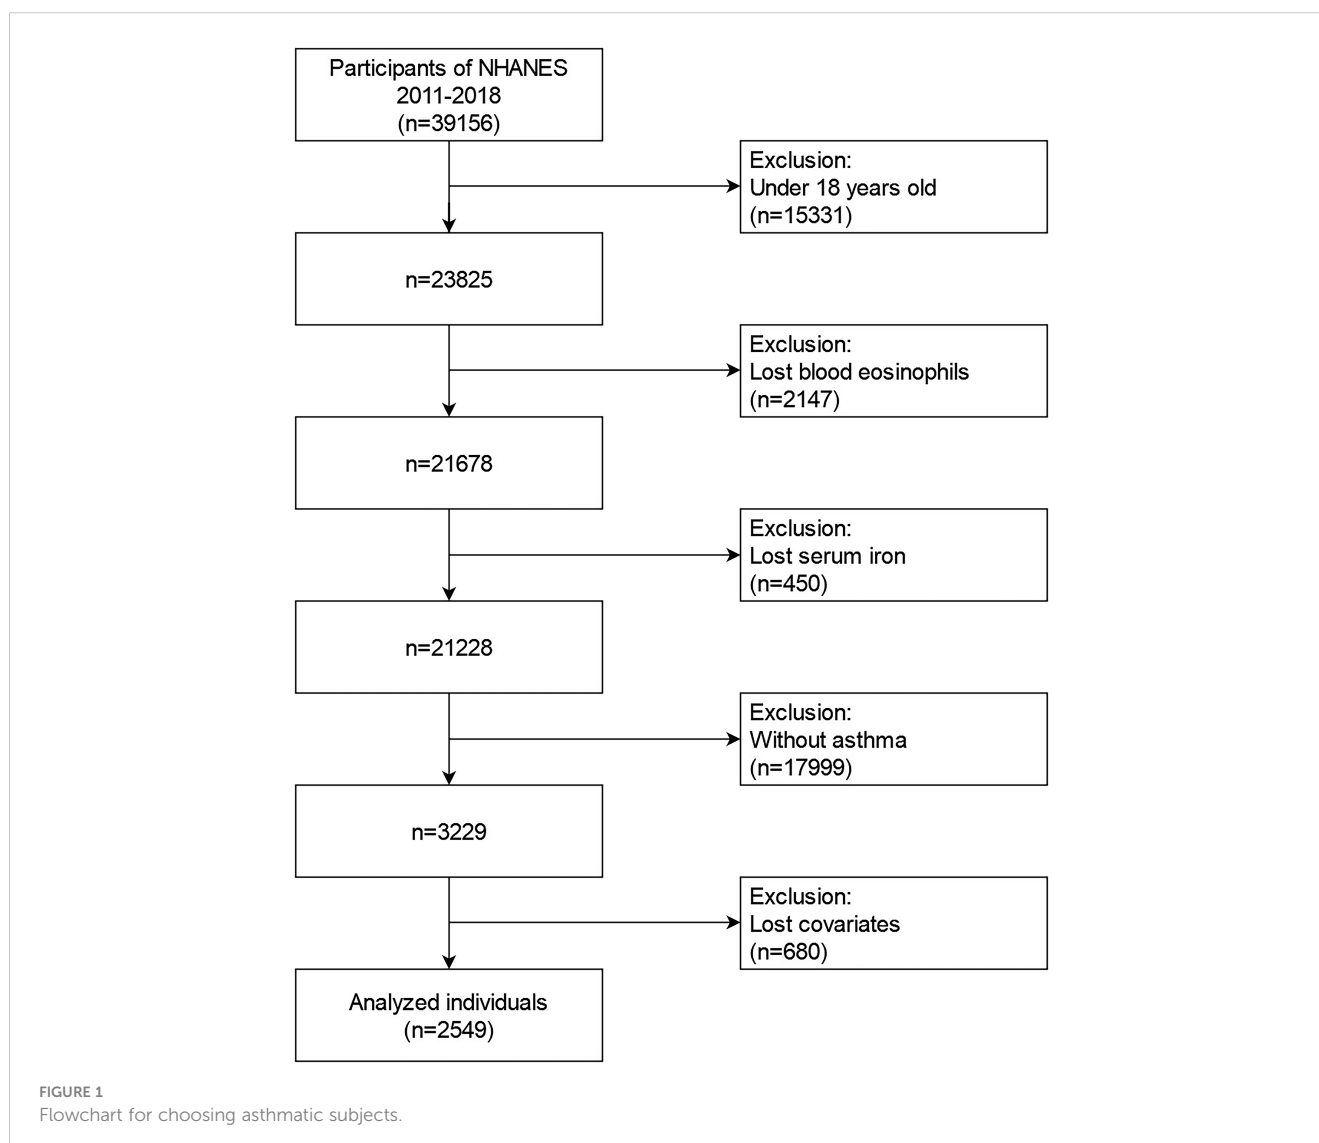 Participants of NHANES
2011-2018
(n=39156)
Exclusion:
Under 18 years old
(n=15331)
n=23825
Exclusion:
Lost blood eosinophils
(n=2147)
n=21678
Exclusion:
Lost serum iron
(n=450)
n=21228
Exclusion:
Without asthma
(n=17999)
n=3229
Exclusion:
Lost covariates
(n=680)
Analyzed individuals
(n=2549)
FIGURE 1
Flowchart for choosing asthmatic subjects.